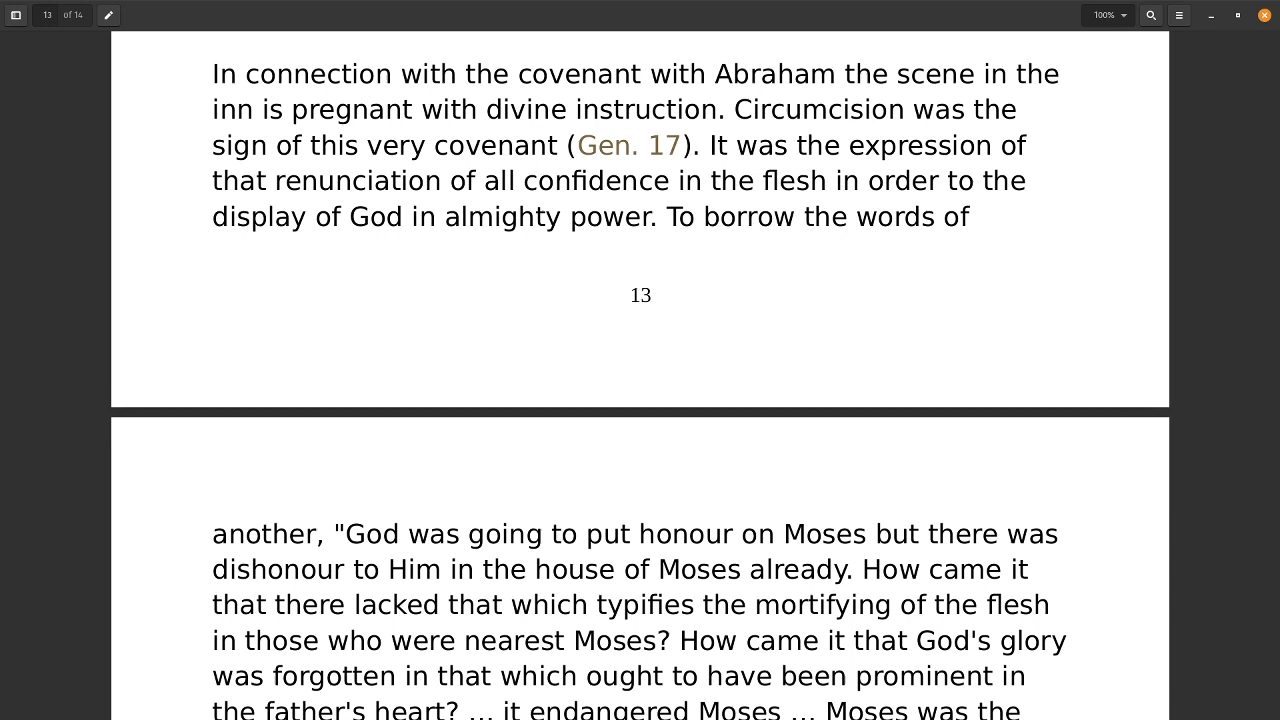 13 of 14
100%
In connection with the covenant with Abraham the scene in the
inn is pregnant with divine instruction. Circumcision was the
sign of this very covenant (Gen. 17). It was the expression of
that renunciation of all confidence in the flesh in order to the
display of God in almighty power. To borrow the words of
13
another, "God was going to put honour on Moses but there was
dishonour to Him in the house of Moses already. How came it
that there lacked that which typifies the mortifying of the flesh
in those who were nearest Moses? How came it that God's glory
was forgotten in that which ought to have been prominent in
the father's heart? ... it endangered Moses ... Moses was the